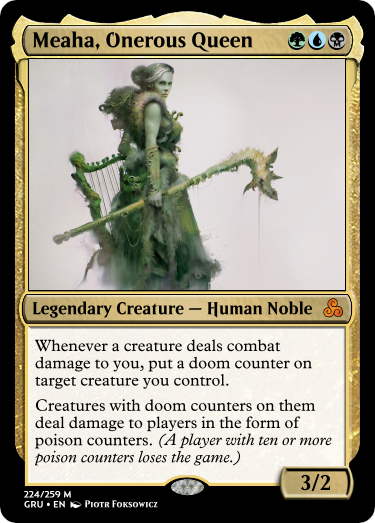 Meaha, Onerous Queen
Legendary Creature — Human Noble
Whenever a creature deals combat
damage to you, put a doom counter on
target creature you control.
Creatures with doom counters on them
deal damage to players in the form of
poison counters. (A player with ten or more
poison counters loses the game.)
3/2
224/259 M
GRU • EN Piotr Foksowicz